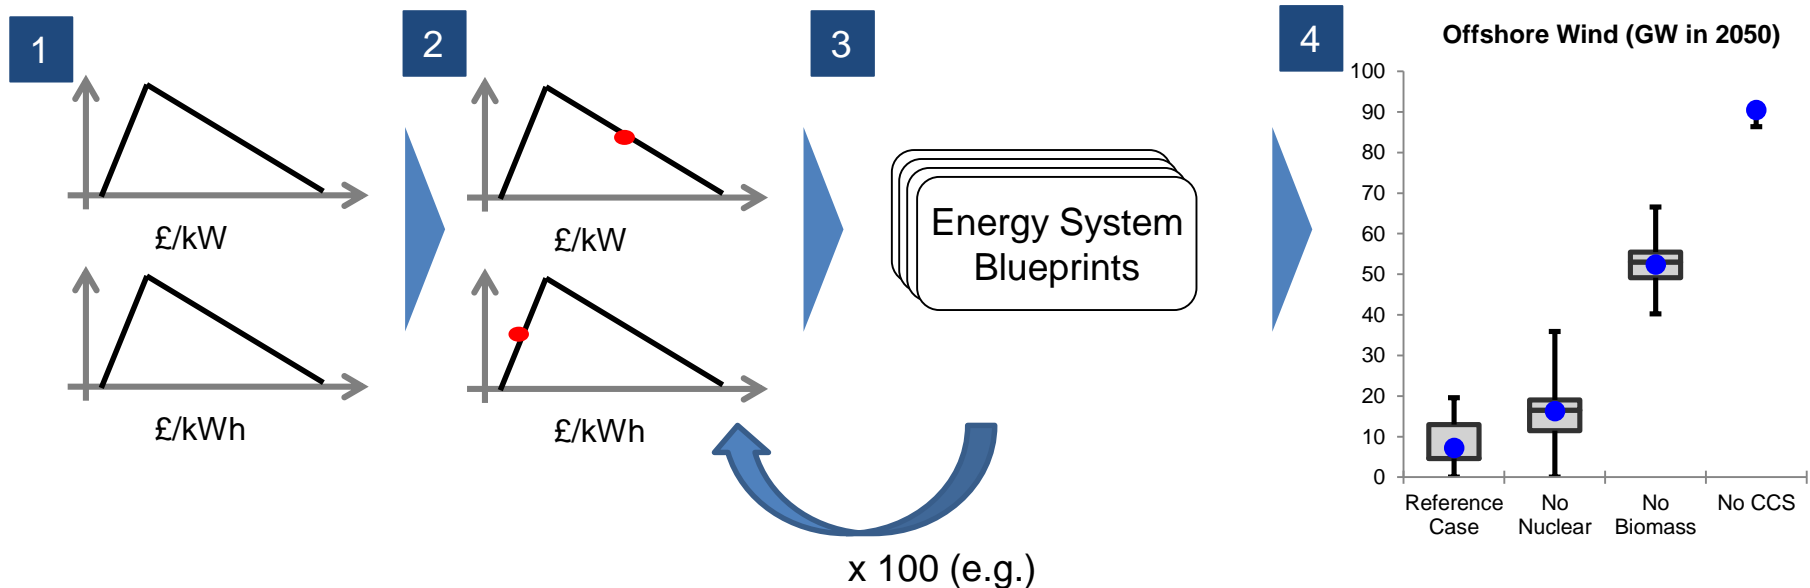 1
£/kW
£/kWh
2
£/kW
£/kWh
3
Energy System
Blueprints
x 100 (e.g.)
4
Offshore Wind (GW in 2050)
100
90
80
70
60
50
40
30
20
10
0
Reference
Case
No
Nuclear
No
Biomass
No CCS